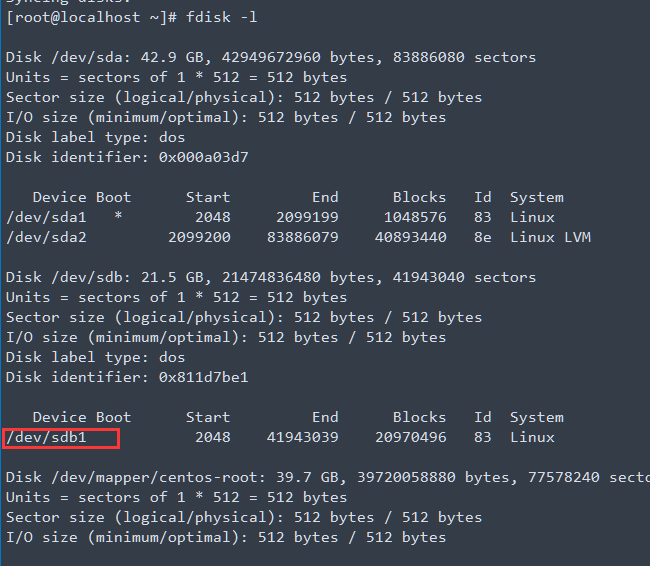 Syncing disks.
[root@localhost ~]# fdisk -l
Disk /dev/sda: 42.9 GB, 42949672960 bytes, 83886080 sectors
Units = sectors of 1 * 512 = 512 bytes
Sector size (logical/physical): 512 bytes / 512 bytes
I/O size (minimum/optimal): 512 bytes / 512 bytes
Disk label type: dos
Disk identifier: 0x000a03d7
Device Boot Start End Blocks Id System
/dev/sda1 * 2048 2099199 1048576 83 Linux
/dev/sda2 2099200 83886079 40893440 8e Linux LVM
Disk /dev/sdb: 21.5 GB, 21474836480 bytes, 41943040 sectors
Units = sectors of 1 * 512 = 512 bytes
Sector size (logical/physical): 512 bytes / 512 bytes
I/O size (minimum/optimal): 512 bytes / 512 bytes
Disk label type: dos
Disk identifier: 0x811d7be1
Device Boot Start End Blocks Id System
/dev/sdb1 2048 41943039 20970496 83 Linux
Disk /dev/mapper/centos-root: 39.7 GB, 39720058880 bytes, 77578240 secto
Units = sectors of 1 * 512 = 512 bytes
Sector size (logical/physical): 512 bytes / 512 bytes
I/O size (minimum/optimal): 512 bytes / 512 bytes